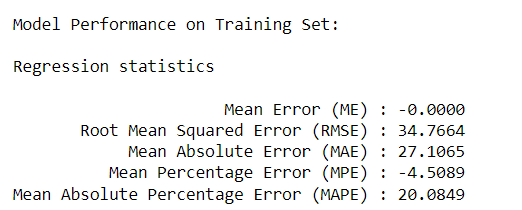 Model Performance on Training Set:
Regression statistics
Mean Error (ME) : -0.0000
Root Mean Squared Error (RMSE) : 34.7664
Mean Absolute Error (MAE) : 27.1065
Mean Percentage Error (MPE) : -4.5089
Mean Absolute Percentage Error (MAPE) : 20.0849